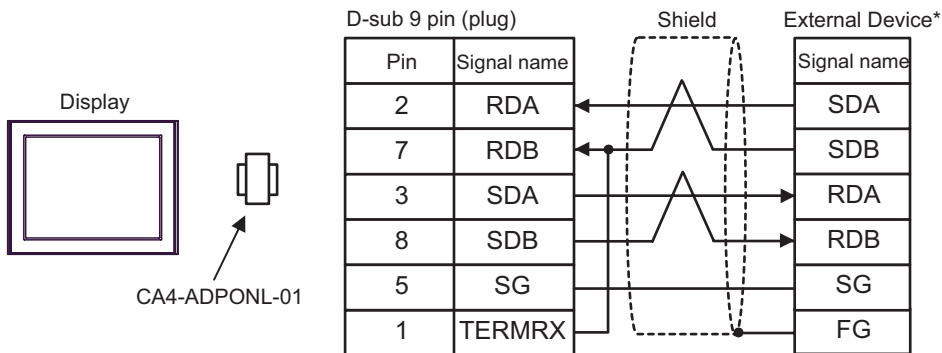 D-sub 9 pin (plug) Shield External Device*
Pin Signal name Signal name
Display
2 RDA SDA
7 RDB SDB
3 SDA RDA
8 SDB RDB
CA4-ADPONL-01
5 SG SG
1 TERMRX FG